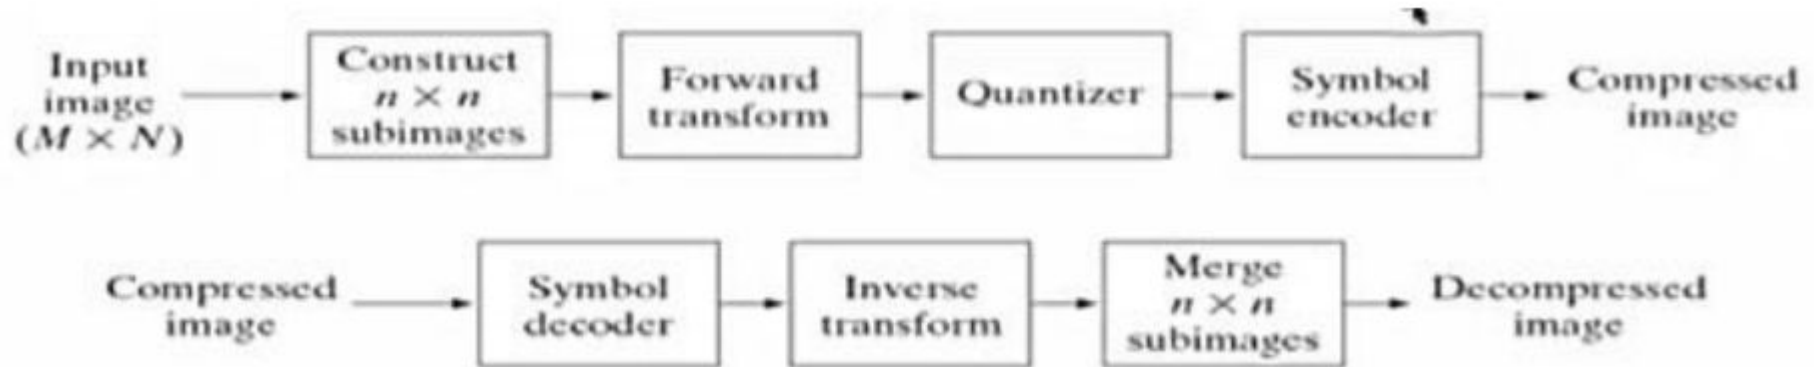 Input
image
(M × N)
Construct
n × n
subimages
Forward
transform
Quantizer
Symbol
encoder
Compressed
image
Compressed
image
Symbol
decoder
Inverse
transform
Merge
n × n
subimages
Decompressed
image